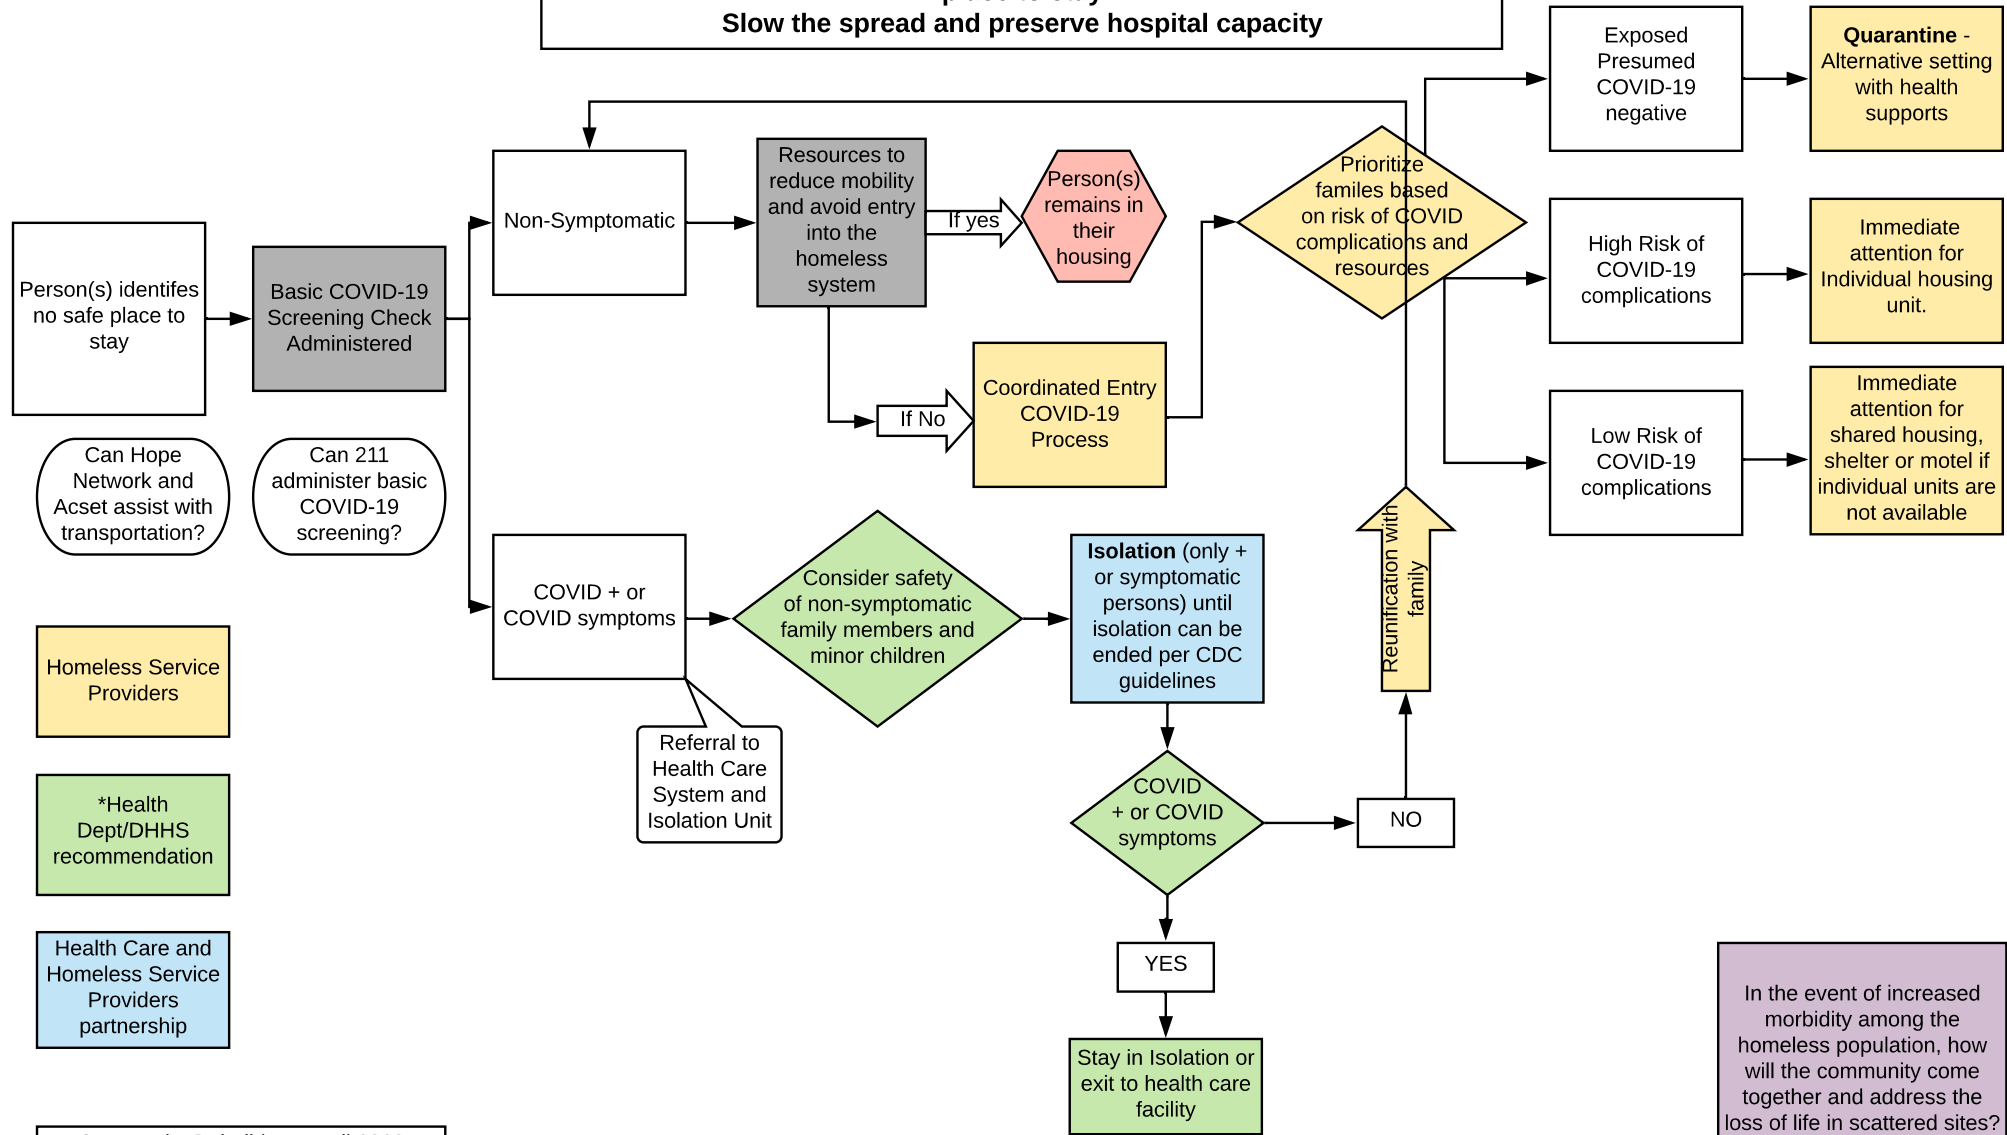 Slow the spread and preserve hospital capacity
Exposed
Presumed
COVID-19
negative
Quarantine -
Alternative setting
with health
supports
Non-Symptomatic
Resources to
reduce mobility
and avoid entry
into the
homeless
system
If yes
Person(s)
remains in
their
housing
Prioritize
familes based
on risk of COVID
complications and
resources
High Risk of
COVID-19
complications
Immediate
attention for
Individual housing
unit.
Person(s) identifes
no safe place to
stay
Basic COVID-19
Screening Check
Administered
If No
Coordinated Entry
COVID-19
Process
Low Risk of
COVID-19
complications
Immediate
attention for
shared housing,
shelter or motel if
individual units are
not available
Can Hope
Network and
Acset assist with
transportation?
Can 211
administer basic
COVID-19
screening?
COVID + or
COVID symptoms
Consider safety
of non-symptomatic
family members and
minor children
Isolation (only +
or symptomatic
persons) until
isolation can be
ended per CDC
guidelines
Reunification with
family
Homeless Service
Providers
Referral to
Health Care
System and
Isolation Unit
*Health
Dept/DHHS
recommendation
COVID
+ or COVID
symptoms
NO
Health Care and
Homeless Service
Providers
partnership
YES
Stay in Isolation or
exit to health care
facility
In the event of increased
morbidity among the
homeless population, how
will the community come
together and address the
loss of life in scattered sites?